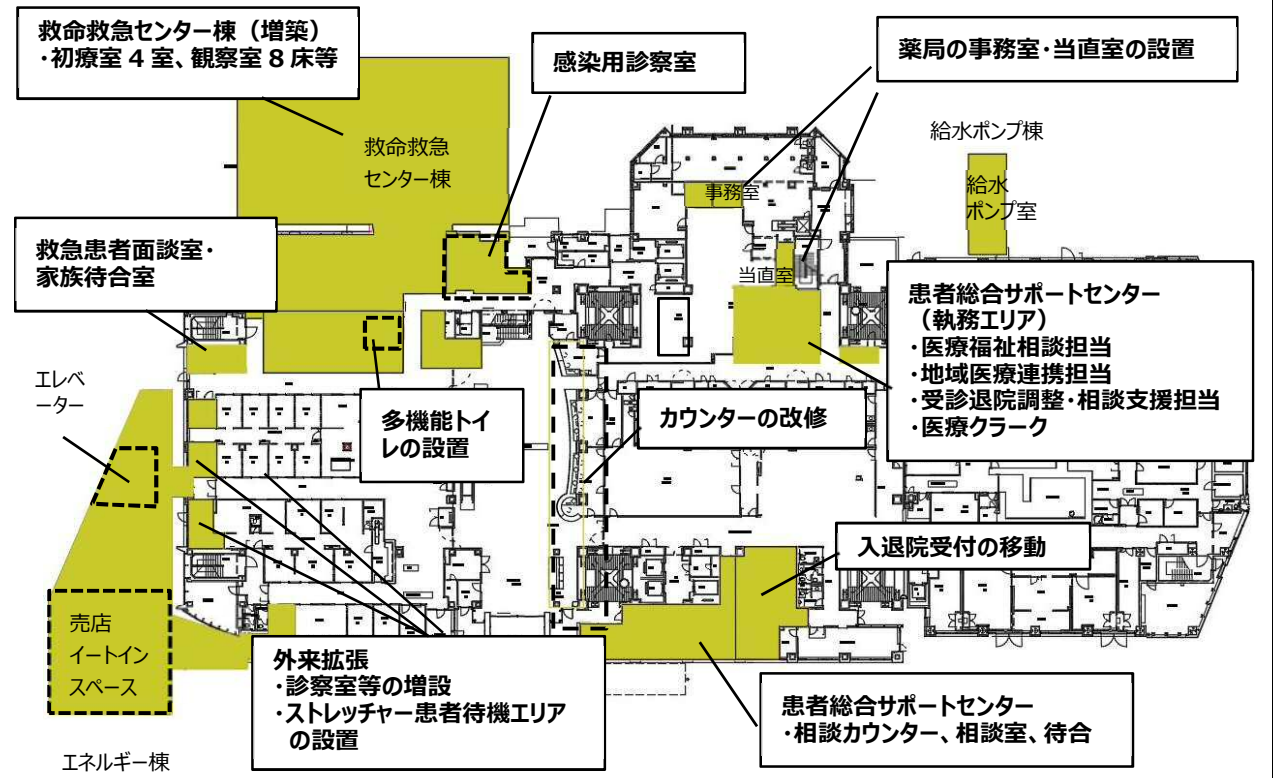 救命救急センター棟（増築）
・初療室４室、観察室８床等
感染用診察室
薬局の事務室・当直室の設置
救命救急
センター棟
給水ポンプ棟
給水
ポンプ室
事務室
当直室
救急患者面談室・
家族待合室
患者総合サポートセンター
（執務エリア）
・医療福祉相談担当
・地域医療連携担当
・受診退院調整・相談支援担当
・医療クラーク
エレベ
ーター
多機能トイ
レの設置
カウンターの改修
入退院受付の移動
売店
イートイン
スペース
外来拡張
・診察室等の増設
・ストレッチャー患者待機エリア
の設置
患者総合サポートセンター
・相談カウンター、相談室、待合
エネルギー棟